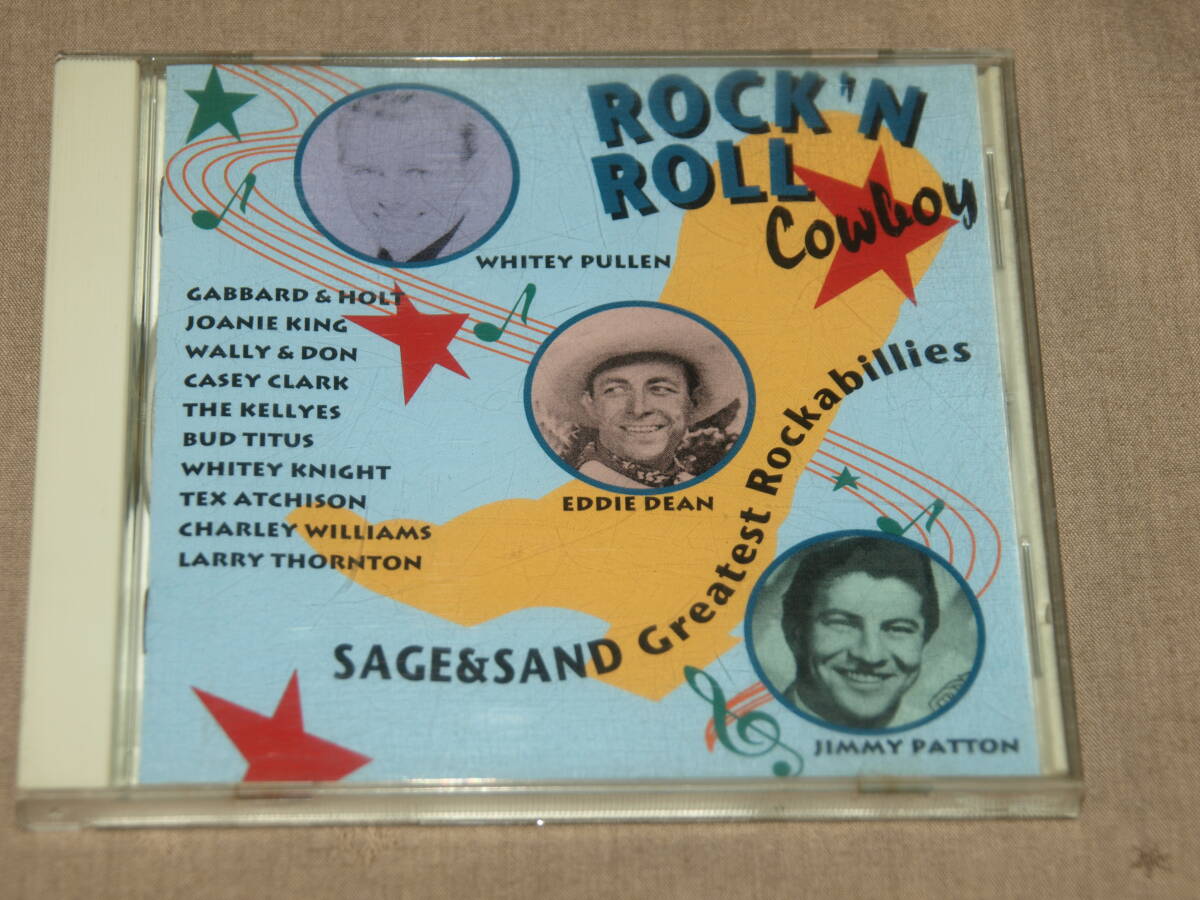 ROCK 'N
ROLL
Cowboy
WHITEY PULLEN
GABBARD & HOLT
JOANIE KING
WALLY & DON
CASEY CLARK
THE KELLYES
BUD TITUS
WHITEY KNIGHT
TEX ATCHISON
CHARLEY WILLIAMS
LARRY THORNTON
EDDIE DEAN
SAGE&SAND Greatest Rockabillies
JIMMY PATTON